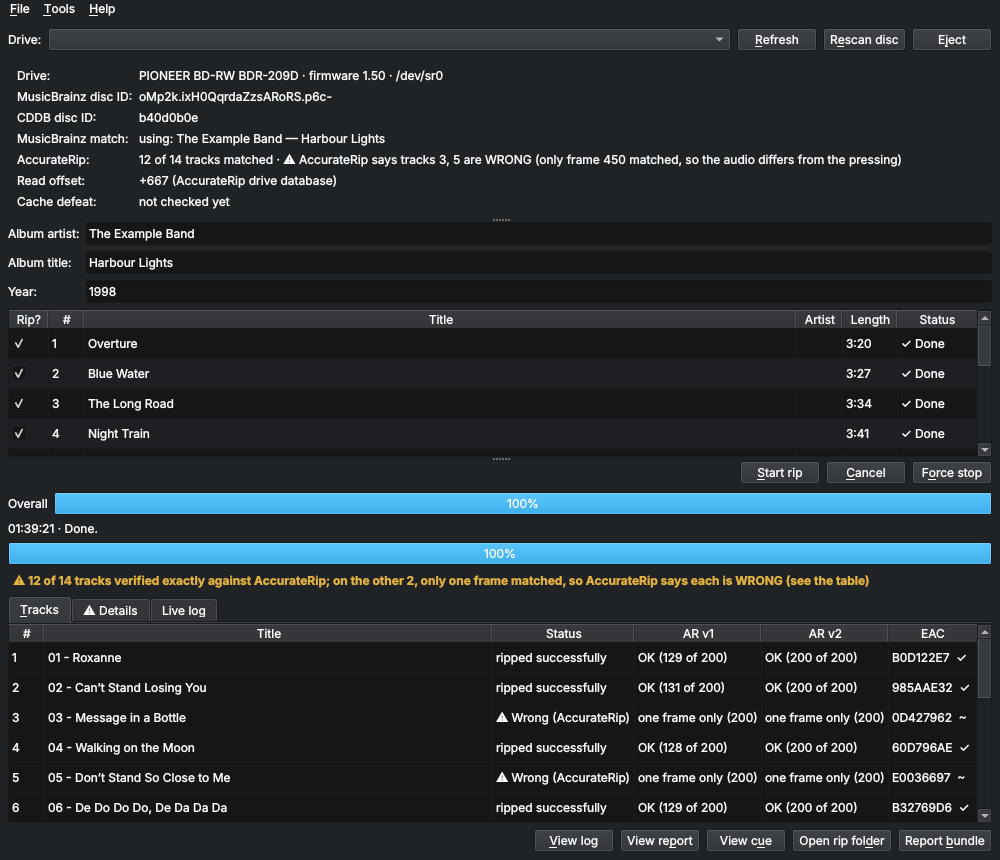 File Tools Help
Drive: Refresh Rescan disc Eject
Drive: PIONEER BD-RW BDR-209D · firmware 1.50 · /dev/sr0
MusicBrainz disc ID: oMp2k.ixH0QqrdaZzsARoRS.p6c-
CDDB disc ID: b40d0b0e
MusicBrainz match: using: The Example Band — Harbour Lights
AccurateRip: 12 of 14 tracks matched · ⚠ AccurateRip says tracks 3, 5 are WRONG (only frame 450 matched, so the audio differs from the pressing)
Read offset: +667 (AccurateRip drive database)
Cache defeat: not checked yet
Album artist: The Example Band
Album title: Harbour Lights
Year: 1998
Rip? # Title Artist Length Status
✓ 1 Overture 3:20 ✓ Done
✓ 2 Blue Water 3:27 ✓ Done
✓ 3 The Long Road 3:34 ✓ Done
✓ 4 Night Train 3:41 ✓ Done
Start rip Cancel Force stop
Overall 100%
01:39:21 · Done.
100%
⚠ 12 of 14 tracks verified exactly against AccurateRip; on the other 2, only one frame matched, so AccurateRip says each is WRONG (see the table)
Tracks ⚠ Details Live log
# Title Status AR v1 AR v2 EAC
1 01 - Roxanne ripped successfully OK (129 of 200) OK (200 of 200) B0D122E7 ✓
2 02 - Can't Stand Losing You ripped successfully OK (131 of 200) OK (200 of 200) 985AAE32 ✓
3 03 - Message in a Bottle ⚠ Wrong (AccurateRip) one frame only (200) one frame only (200) 0D427962 ~
4 04 - Walking on the Moon ripped successfully OK (128 of 200) OK (200 of 200) 60D796AE ✓
5 05 - Don't Stand So Close to Me ⚠ Wrong (AccurateRip) one frame only (200) one frame only (200) E0036697 ~
6 06 - De Do Do Do, De Da Da Da ripped successfully OK (129 of 200) OK (200 of 200) B32769D6 ✓
View log View report View cue Open rip folder Report bundle